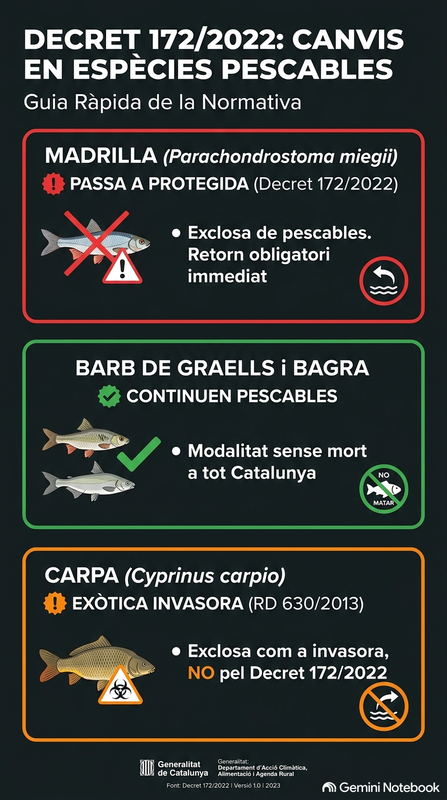 DECRET 172/2022: CANVIS
EN ESPÈCIES PESCABLES
Guia Ràpida de la Normativa
MADRILLA (Parachondrostoma miegii)
! PASSA A PROTEGIDA (Decret 172/2022)
!
• Exclosa de pescables.
Retorn obligatori
immediat
BARB DE GRAELLS i BAGRA
CONTINUEN PESCABLES
• Modalitat sense mort
a tot Catalunya
NO
MATAR
CARPA (Cyprinus carpio)
! EXÒTICA INVASORA (RD 630/2013)
• Exclosa com a invasora,
NO pel Decret 172/2022
Generalitat
de Catalunya
Generalitat:
Departament d'Acció Climàtica,
Alimentació i Agenda Rural
Font: Decret 172/2022 | Versió 1.0 | 2023
Gemini Notebook